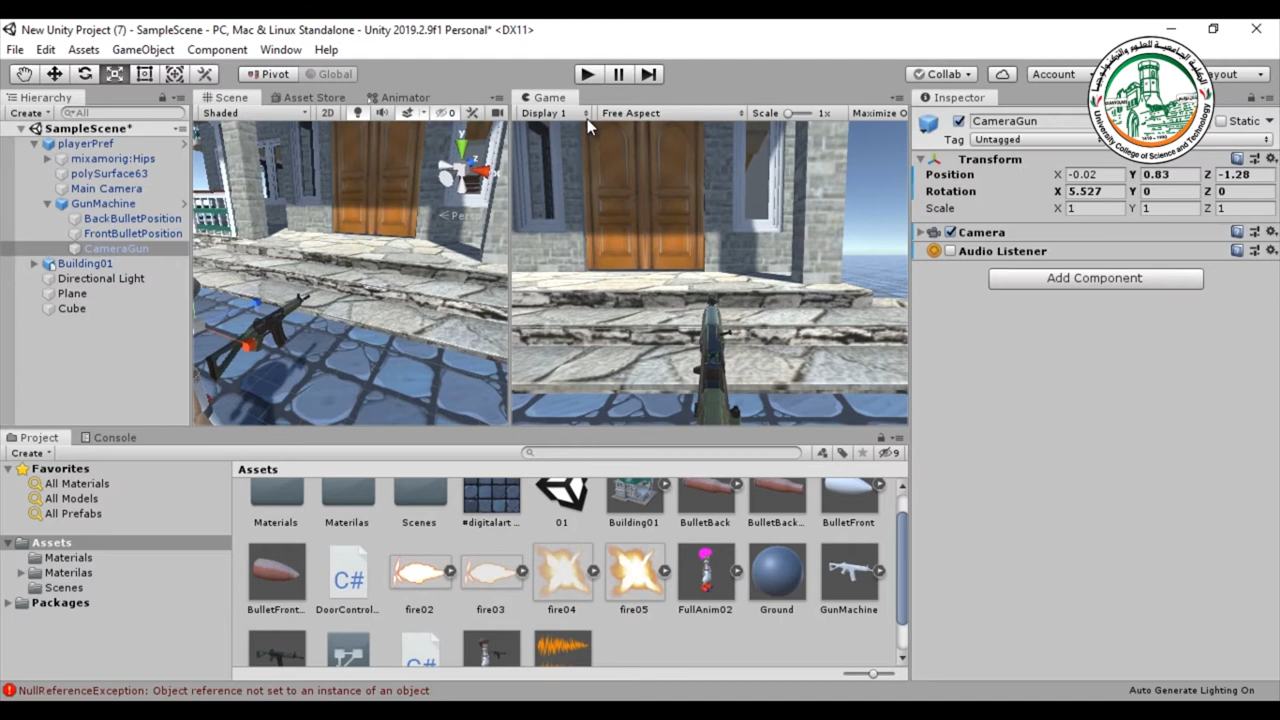 New Unity Project (7) - SampleScene - PC, Mac & Linux Standalone - Unity 2019.2.9f1 Personal* <DX11>
File Edit Assets GameObject Component Window Help
Pivot Global Collab Account
Hierarchy Scene Asset Store Animator Game Inspector
Create All Shaded 2D 0 Display 1 Free Aspect Scale 1x Maximize O
SampleScene*
playerPref
mixamorig:Hips
polySurface63
Main Camera
GunMachine
BackBulletPosition
FrontBulletPosition
CameraGun
Building01
Directional Light
Plane
Cube
y
z
x
Persp
CameraGun Static
Tag Untagged
Transform
Position X -0.02 Y 0.83 Z -1.28
Rotation X 5.527 Y 0 Z 0
Scale X 1 Y 1 Z 1
Camera
Audio Listener
Add Component
University College of Science and Technology
Project Console
Create 9
Favorites
All Materials
All Models
All Prefabs
Assets
Materials
Materilas
Scenes
Packages
Assets
Materials Materilas Scenes #digitalart ... 01 Building01 BulletBack BulletBack... BulletFront
C#
BulletFront... DoorControl... fire02 fire03 fire04 fire05 FullAnim02 Ground GunMachine
NullReferenceException: Object reference not set to an instance of an object
Auto Generate Lighting On